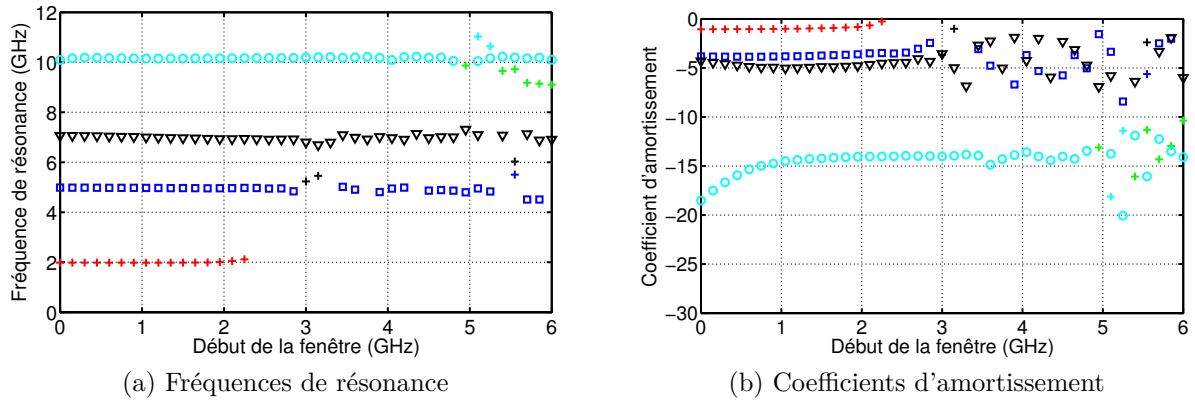 Fréquence de résonance (GHz)
12
10
8
6
4
2
0
0 1 2 3 4 5 6
Début de la fenêtre (GHz)
(a) Fréquences de résonance
Coefficient d'amortissement
0
−5
−10
−15
−20
−25
−30
0 1 2 3 4 5 6
Début de la fenêtre (GHz)
(b) Coefficients d'amortissement